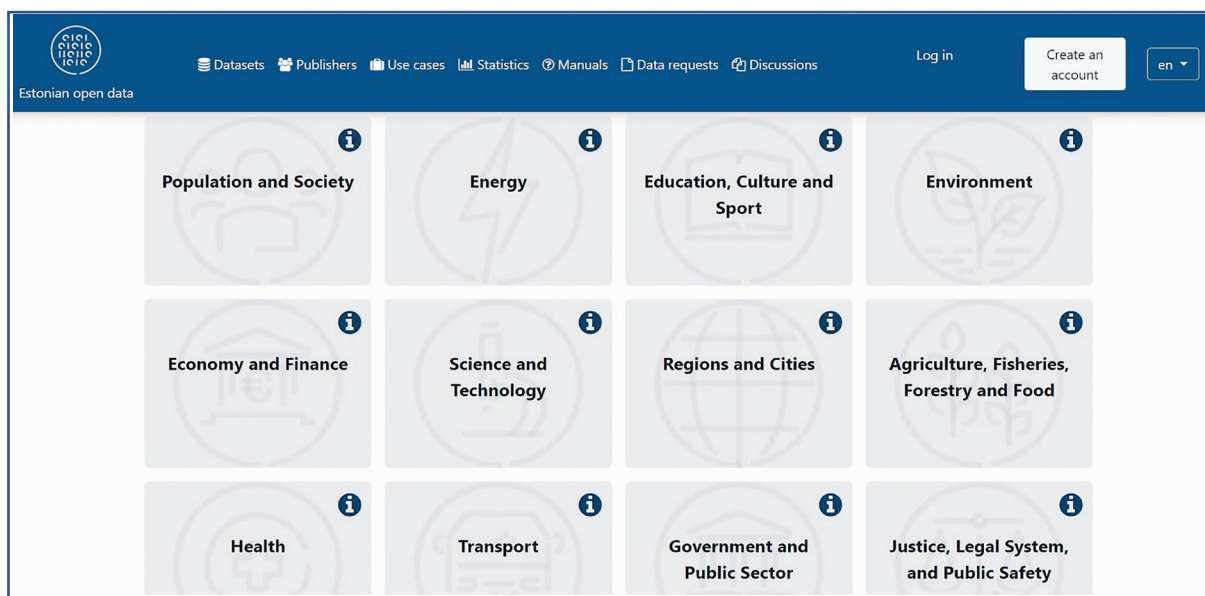 Estonian open data
Datasets Publishers Use cases Statistics Manuals Data requests Discussions
Log in
Create an
account
en
Population and Society
Energy
Education, Culture and
Sport
Environment
Economy and Finance
Science and
Technology
Regions and Cities
Agriculture, Fisheries,
Forestry and Food
Health
Transport
Government and
Public Sector
Justice, Legal System,
and Public Safety